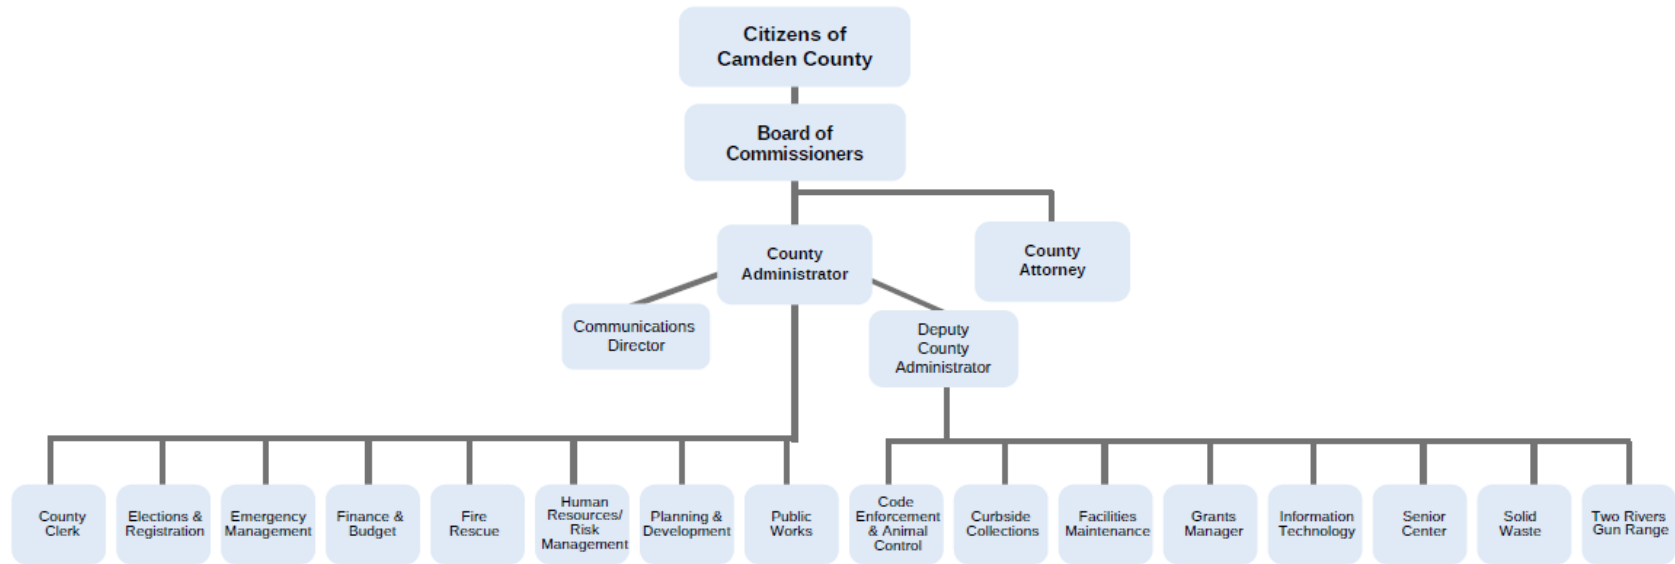 Citizens of
Camden County
Board of
Commissioners
County
Administrator
County
Attorney
Communications
Director
Deputy
County
Administrator
County
Clerk
Elections &
Registration
Emergency
Management
Finance &
Budget
Fire
Rescue
Human
Resources/
Risk
Management
Planning &
Development
Public
Works
Code
Enforcement
& Animal
Control
Curbside
Collections
Facilities
Maintenance
Grants
Manager
Information
Technology
Senior
Center
Solid
Waste
Two Rivers
Gun Range